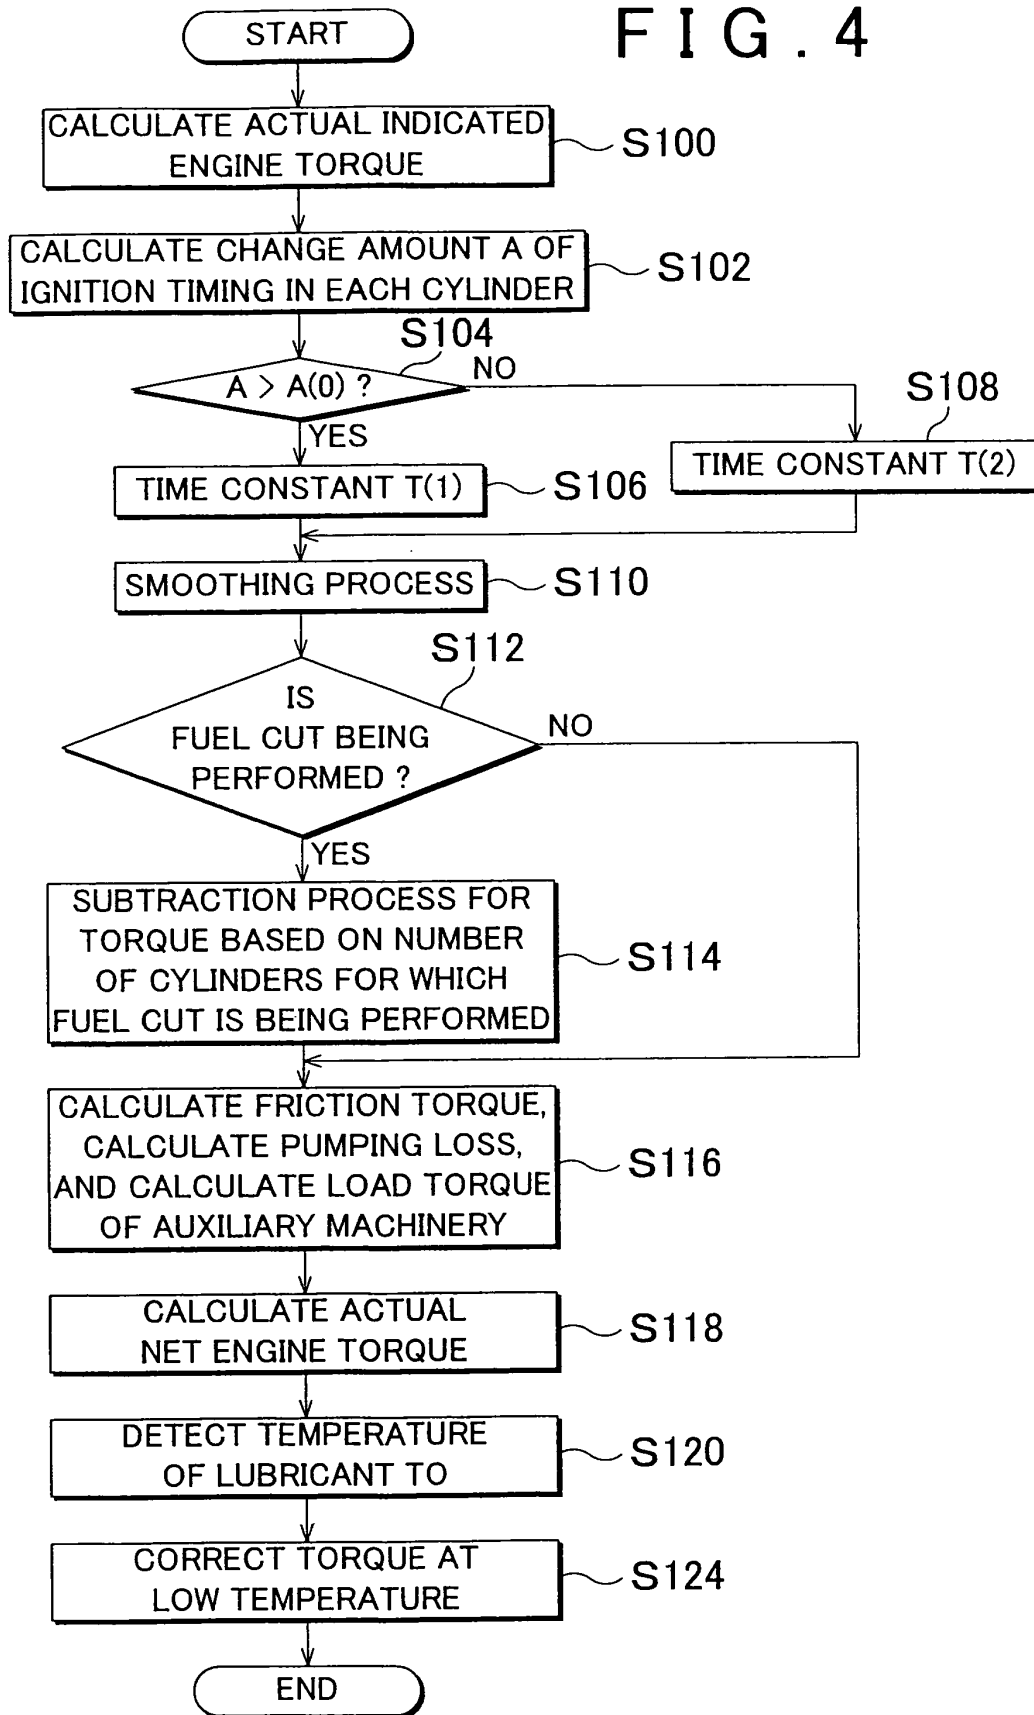 FIG. 4
START
CALCULATE ACTUAL INDICATED
ENGINE TORQUE
S100
CALCULATE CHANGE AMOUNT A OF
IGNITION TIMING IN EACH CYLINDER
S102
S104
A > A(0) ?
NO
YES
S108
TIME CONSTANT T(2)
TIME CONSTANT T(1)
S106
SMOOTHING PROCESS
S110
S112
IS
FUEL CUT BEING
PERFORMED ?
NO
YES
SUBTRACTION PROCESS FOR
TORQUE BASED ON NUMBER
OF CYLINDERS FOR WHICH
FUEL CUT IS BEING PERFORMED
S114
CALCULATE FRICTION TORQUE,
CALCULATE PUMPING LOSS,
AND CALCULATE LOAD TORQUE
OF AUXILIARY MACHINERY
S116
CALCULATE ACTUAL
NET ENGINE TORQUE
S118
DETECT TEMPERATURE
OF LUBRICANT TO
S120
CORRECT TORQUE AT
LOW TEMPERATURE
S124
END